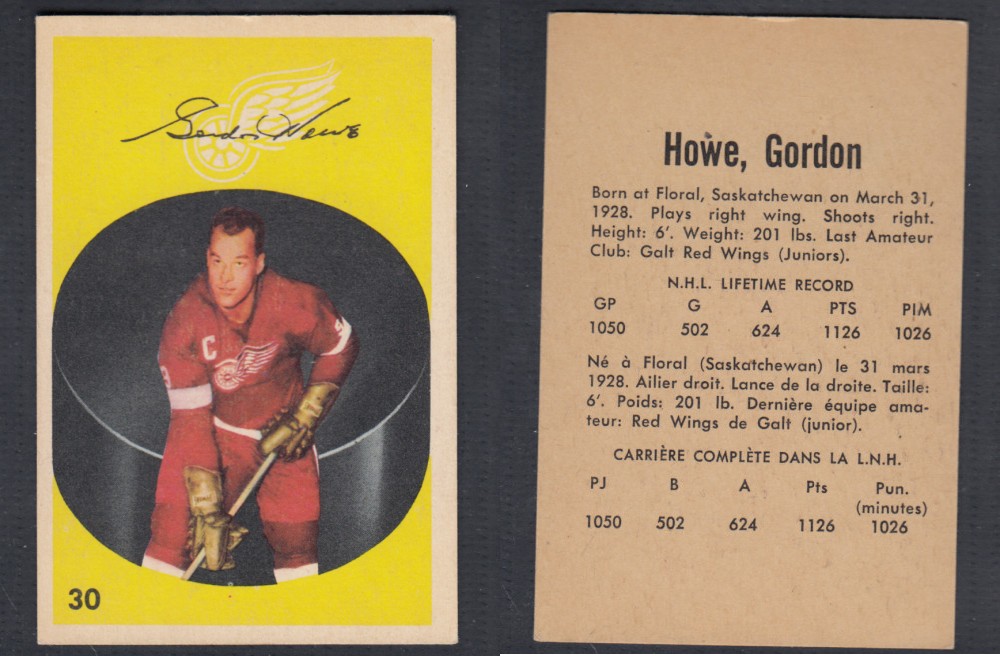 Gordon Howe
C
9
30
Howe, Gordon
Born at Floral, Saskatchewan on March 31,
1928. Plays right wing. Shoots right.
Height: 6'. Weight: 201 lbs. Last Amateur
Club: Galt Red Wings (Juniors).
N.H.L. LIFETIME RECORD
GP G A PTS PIM
1050 502 624 1126 1026
Né à Floral (Saskatchewan) le 31 mars
1928. Ailier droit. Lance de la droite. Taille:
6'. Poids: 201 lb. Dernière équipe ama-
teur: Red Wings de Galt (junior).
CARRIÈRE COMPLÈTE DANS LA L.N.H.
PJ B A Pts Pun.
(minutes)
1050 502 624 1126 1026